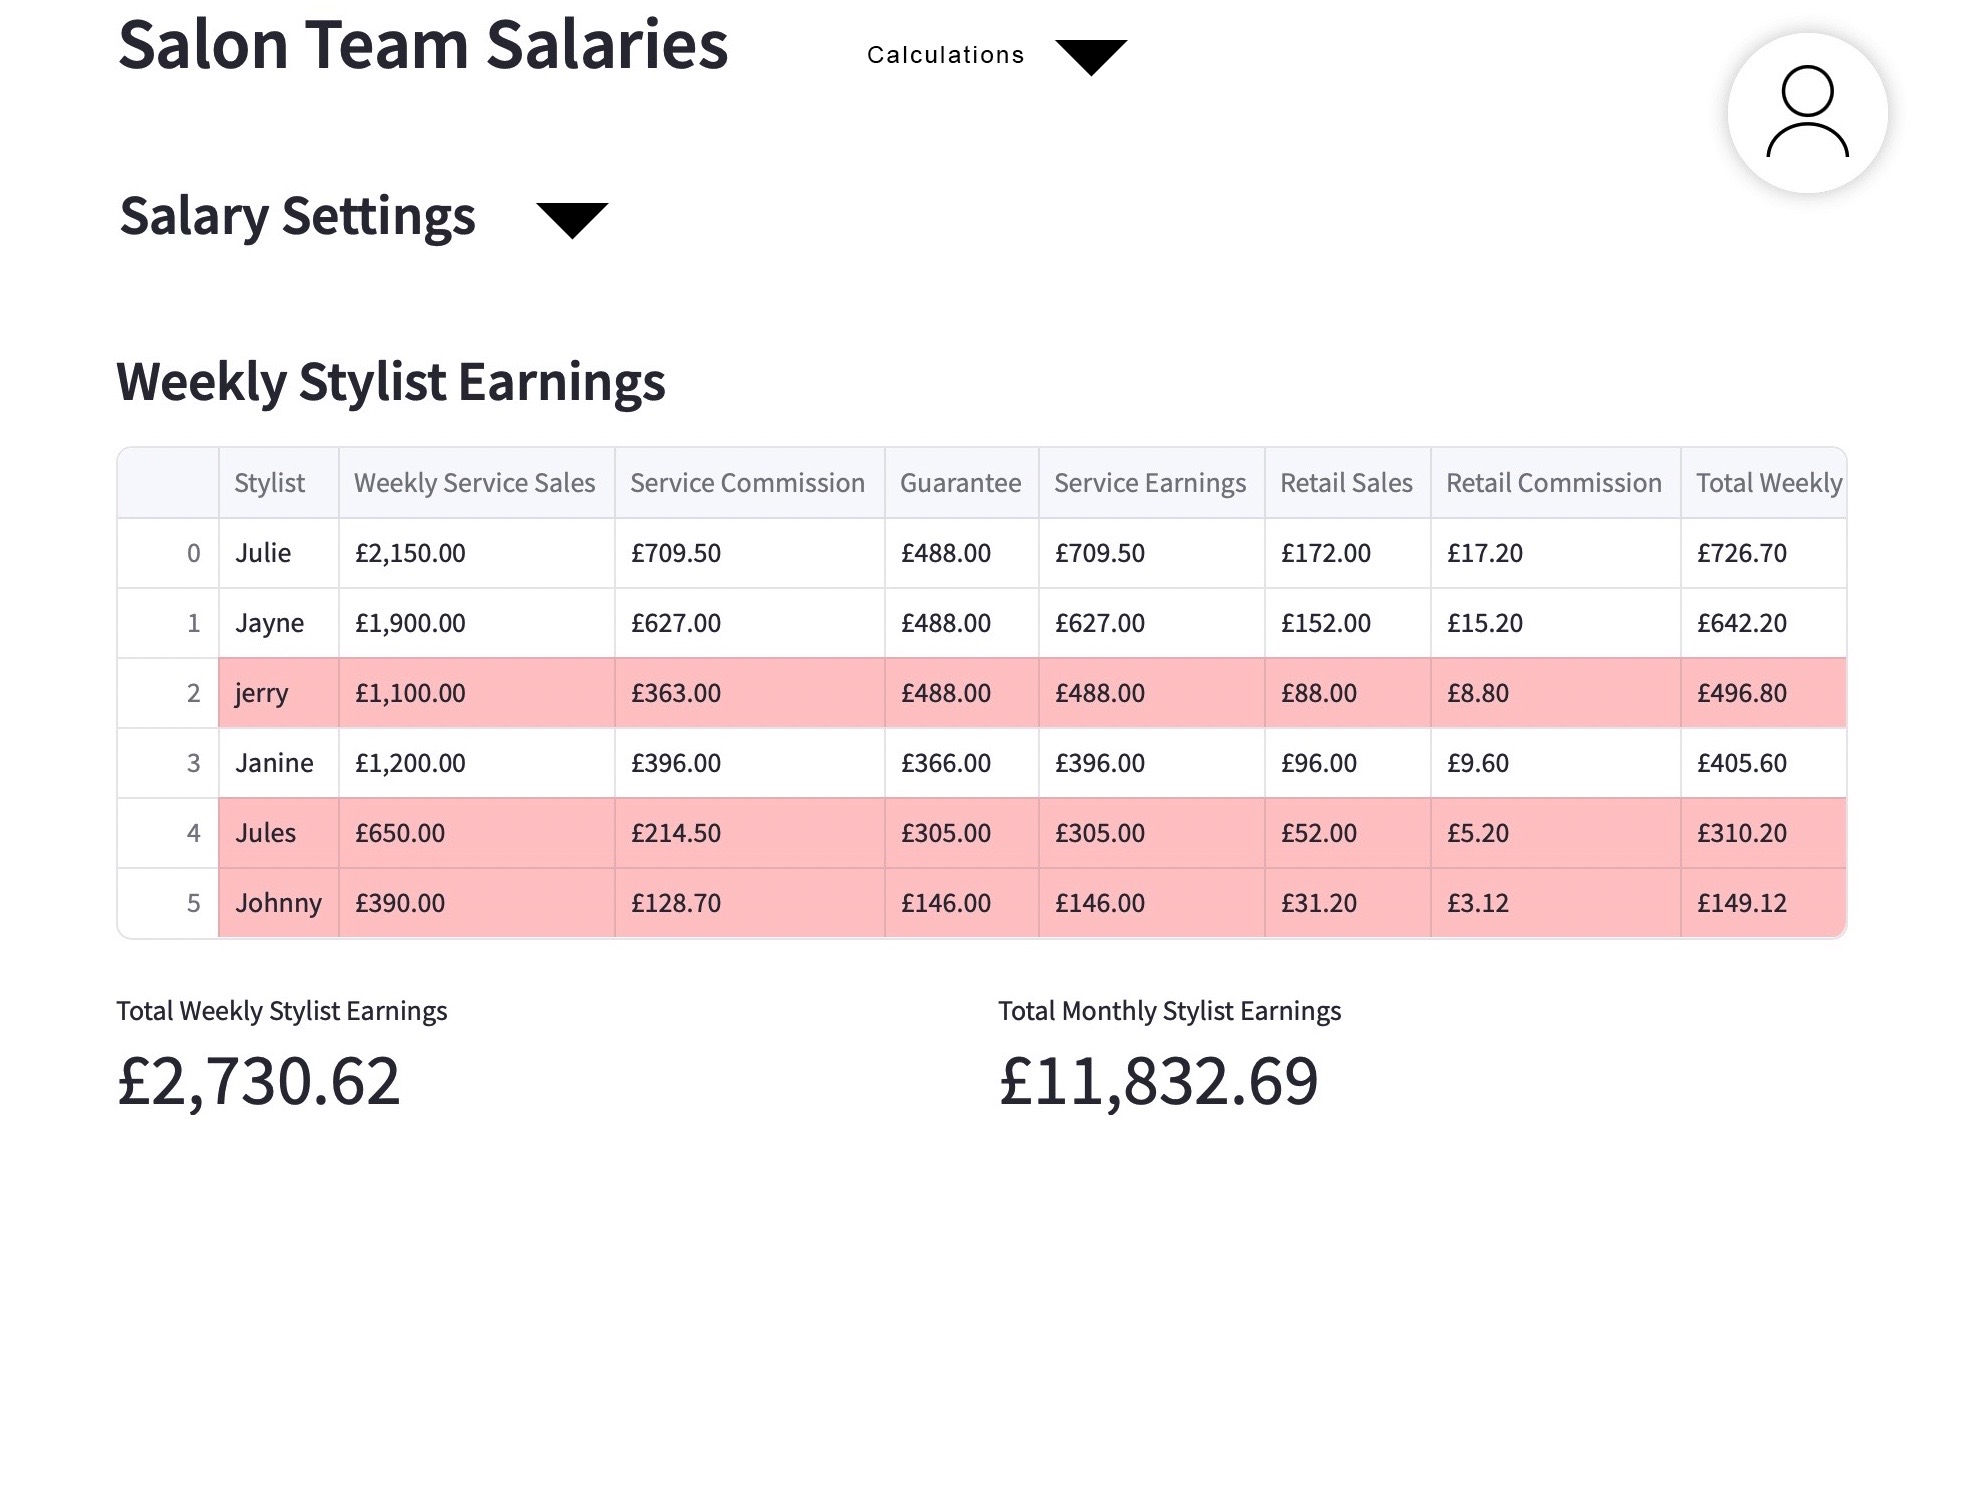 Salon Team Salaries
Calculations
Salary Settings
Weekly Stylist Earnings
Stylist Weekly Service Sales Service Commission Guarantee Service Earnings Retail Sales Retail Commission Total Weekly
0 Julie £2,150.00 £709.50 £488.00 £709.50 £172.00 £17.20 £726.70
1 Jayne £1,900.00 £627.00 £488.00 £627.00 £152.00 £15.20 £642.20
2 jerry £1,100.00 £363.00 £488.00 £488.00 £88.00 £8.80 £496.80
3 Janine £1,200.00 £396.00 £366.00 £396.00 £96.00 £9.60 £405.60
4 Jules £650.00 £214.50 £305.00 £305.00 £52.00 £5.20 £310.20
5 Johnny £390.00 £128.70 £146.00 £146.00 £31.20 £3.12 £149.12
Total Weekly Stylist Earnings Total Monthly Stylist Earnings
£2,730.62 £11,832.69